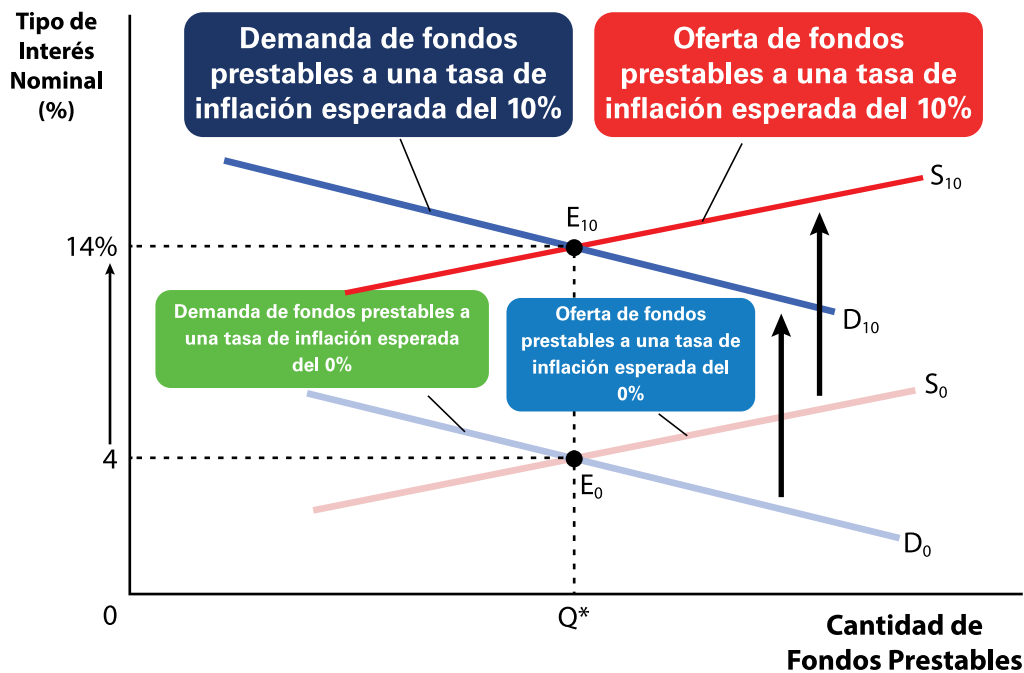 Tipo de
Interés
Nominal
(%)
Demanda de fondos
prestables a una tasa de
inflación esperada del 10%
Oferta de fondos
prestables a una tasa de
inflación esperada del 10%
S10
E10
14%
D10
Demanda de fondos prestables a
una tasa de inflación esperada
del 0%
Oferta de fondos
prestables a una tasa de
inflación esperada del
0%
S0
4
E0
D0
0
Q*
Cantidad de
Fondos Prestables